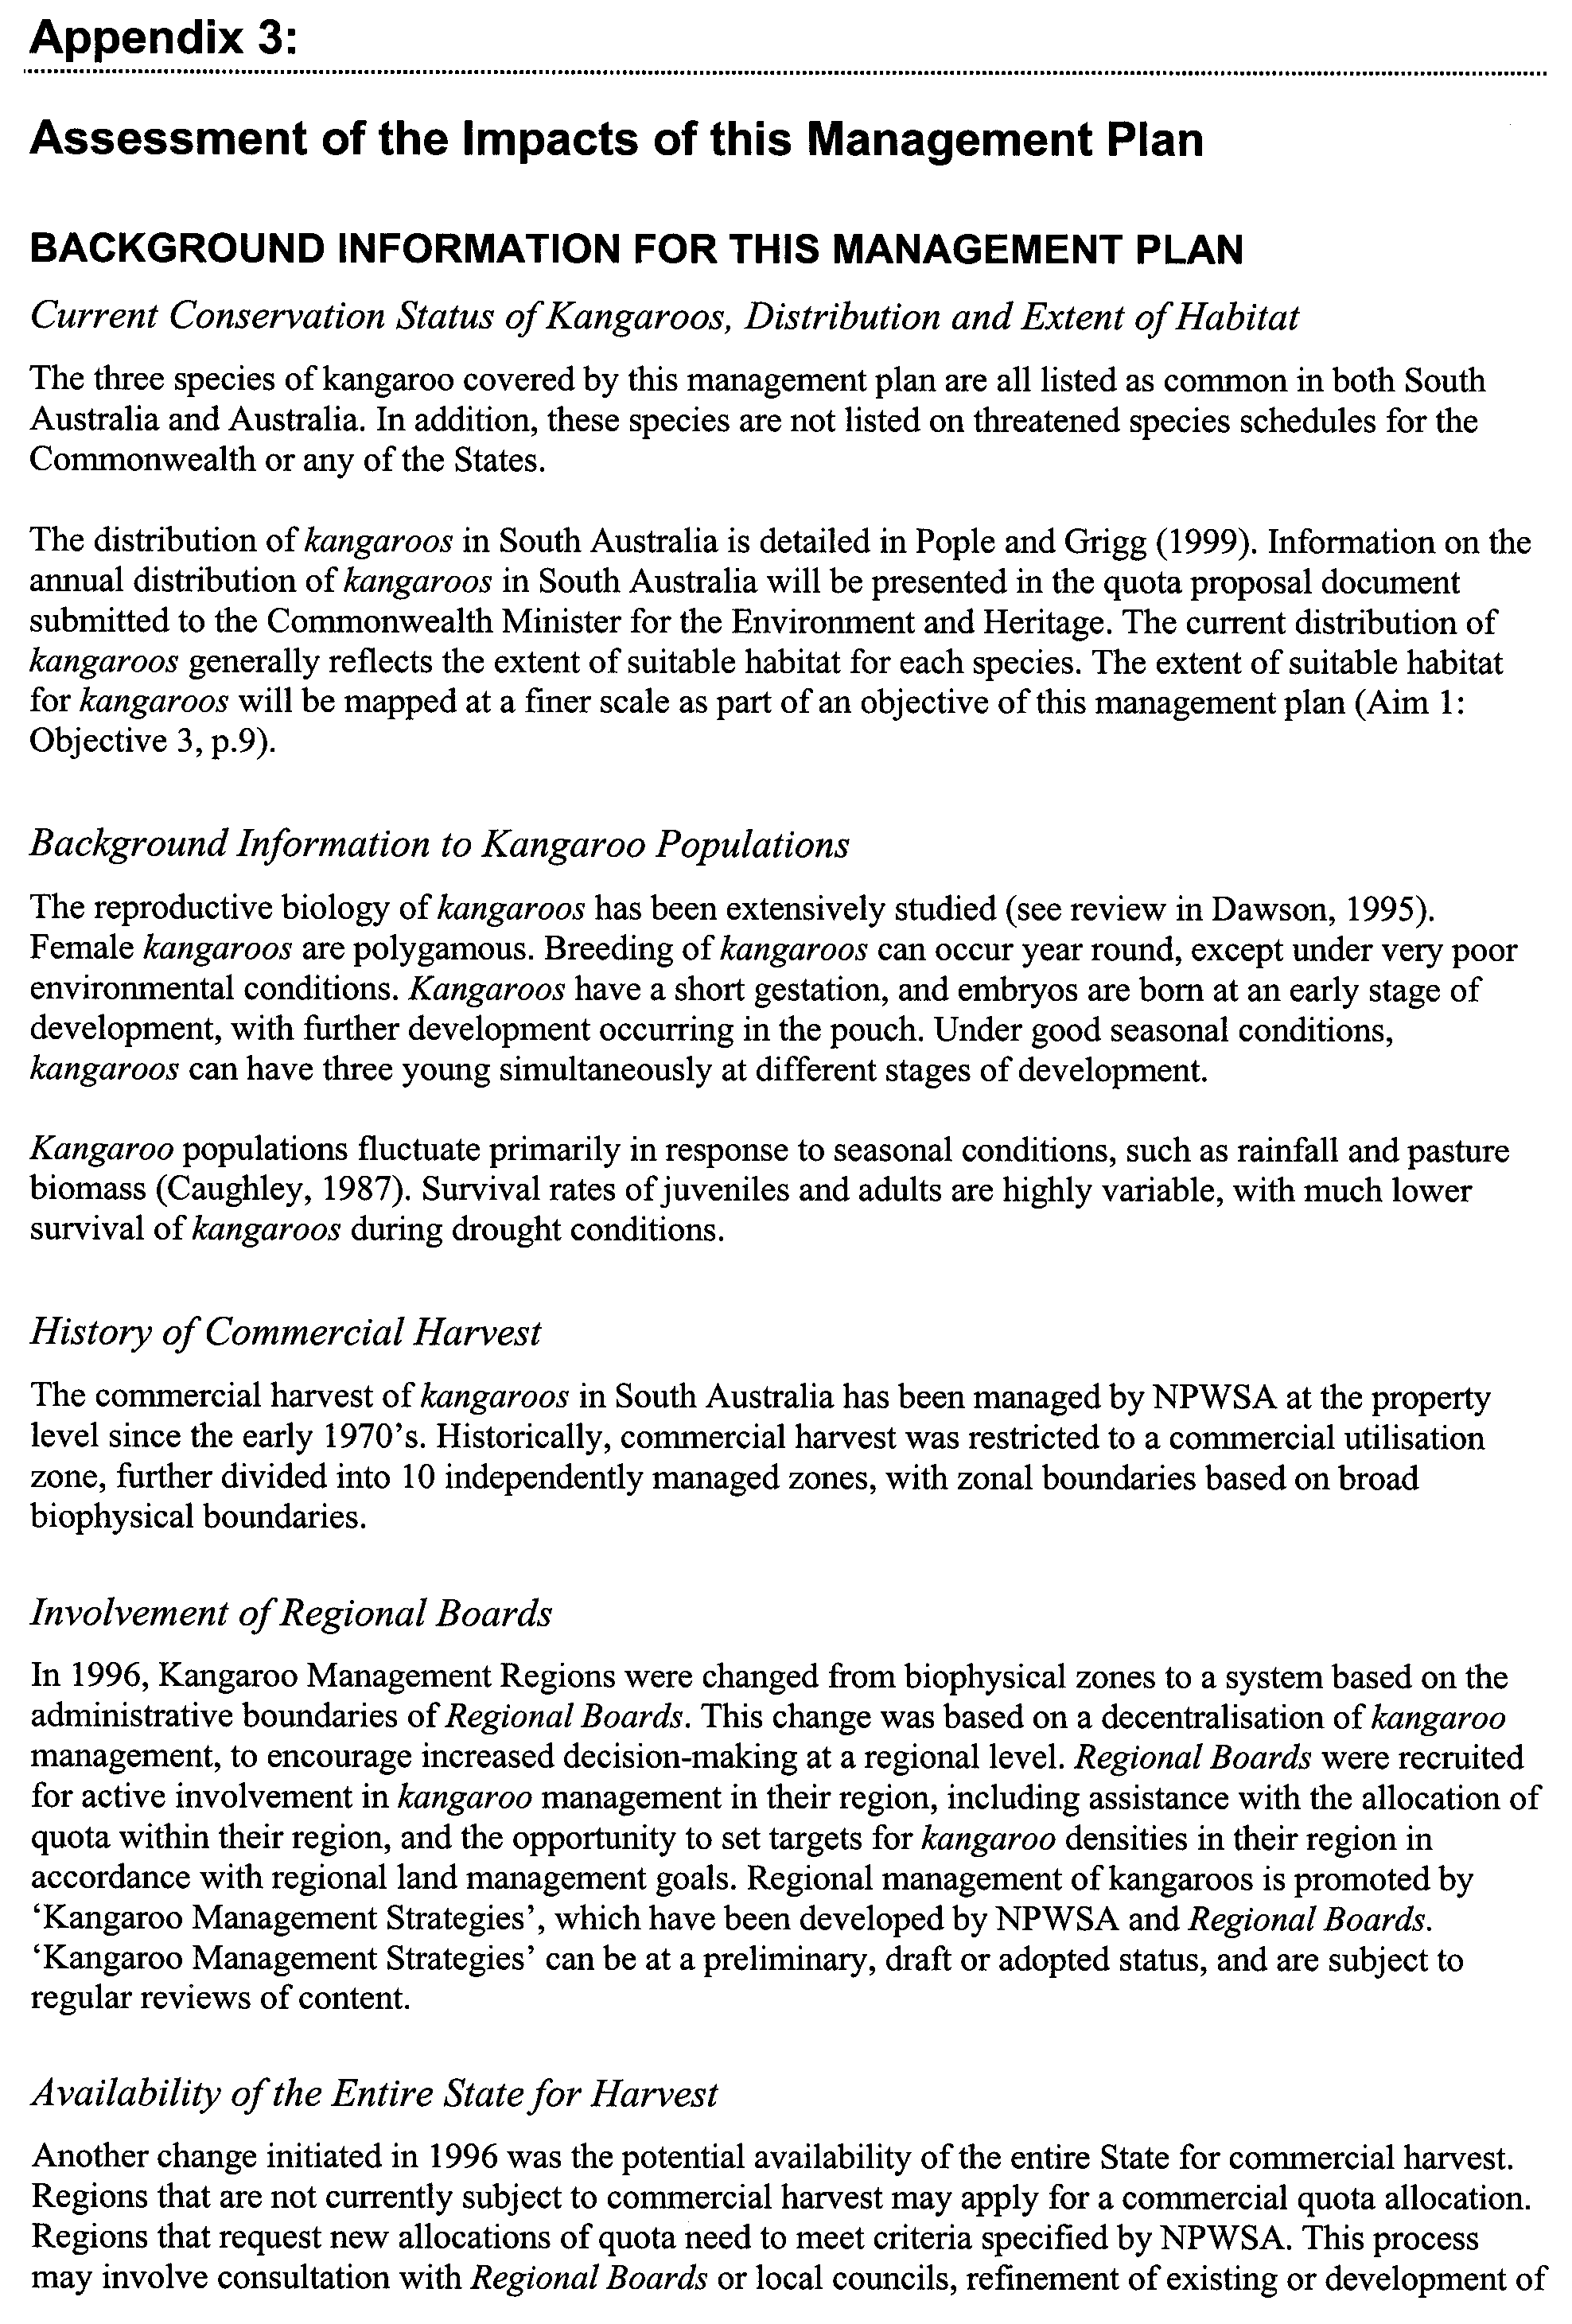 Appendix 3:
Assessment of the Impacts of this Management Plan
BACKGROUND INFORMATION FOR THIS MANAGEMENT PLAN
Current Conservation Status of Kangaroos, Distribution and Extent of Habitat
The three species of kangaroo covered by this management plan are all listed as common in both South
Australia and Australia. In addition, these species are not listed on threatened species schedules for the
Commonwealth or any of the States.
The distribution of kangaroos in South Australia is detailed in Pople and Grigg (1999). Information on the
annual distribution of kangaroos in South Australia will be presented in the quota proposal document
submitted to the Commonwealth Minister for the Environment and Heritage. The current distribution of
kangaroos generally reflects the extent of suitable habitat for each species. The extent of suitable habitat
for kangaroos will be mapped at a finer scale as part of an objective of this management plan (Aim 1:
Objective 3, p.9).
Background Information to Kangaroo Populations
The reproductive biology of kangaroos has been extensively studied (see review in Dawson, 1995).
Female kangaroos are polygamous. Breeding of kangaroos can occur year round, except under very poor
environmental conditions. Kangaroos have a short gestation, and embryos are born at an early stage of
development, with further development occurring in the pouch. Under good seasonal conditions,
kangaroos can have three young simultaneously at different stages of development.
Kangaroo populations fluctuate primarily in response to seasonal conditions, such as rainfall and pasture
biomass (Caughley, 1987). Survival rates of juveniles and adults are highly variable, with much lower
survival of kangaroos during drought conditions.
History of Commercial Harvest
The commercial harvest of kangaroos in South Australia has been managed by NPWSA at the property
level since the early 1970's. Historically, commercial harvest was restricted to a commercial utilisation
zone, further divided into 10 independently managed zones, with zonal boundaries based on broad
biophysical boundaries.
Involvement of Regional Boards
In 1996, Kangaroo Management Regions were changed from biophysical zones to a system based on the
administrative boundaries of Regional Boards. This change was based on a decentralisation of kangaroo
management, to encourage increased decision-making at a regional level. Regional Boards were recruited
for active involvement in kangaroo management in their region, including assistance with the allocation of
quota within their region, and the opportunity to set targets for kangaroo densities in their region in
accordance with regional land management goals. Regional management of kangaroos is promoted by
‘Kangaroo Management Strategies’, which have been developed by NPWSA and Regional Boards.
‘Kangaroo Management Strategies’ can be at a preliminary, draft or adopted status, and are subject to
regular reviews of content.
Availability of the Entire State for Harvest
Another change initiated in 1996 was the potential availability of the entire State for commercial harvest.
Regions that are not currently subject to commercial harvest may apply for a commercial quota allocation.
Regions that request new allocations of quota need to meet criteria specified by NPWSA. This process
may involve consultation with Regional Boards or local councils, refinement of existing or development of